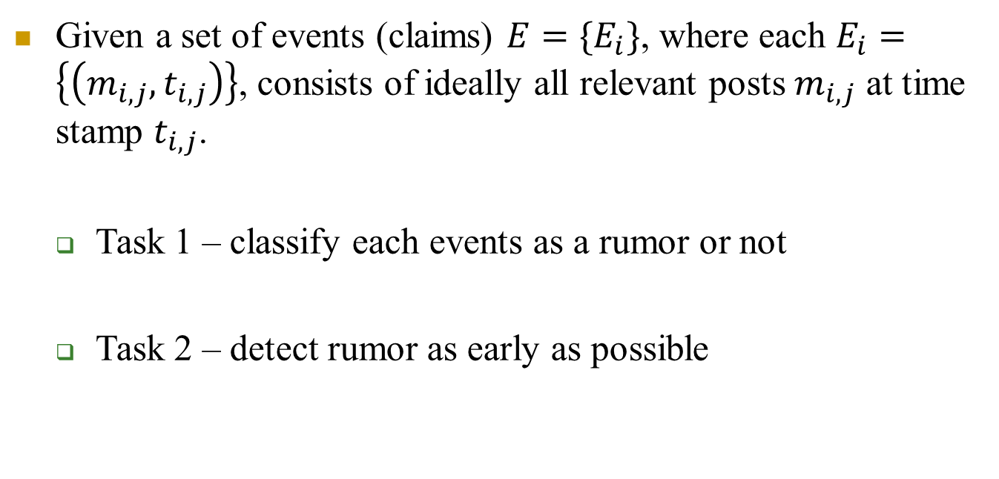 Given a set of events (claims) E = {E_i}, where each E_i =
{(m_{i,j}, t_{i,j})}, consists of ideally all relevant posts m_{i,j} at time
stamp t_{i,j}.
Task 1 – classify each events as a rumor or not
Task 2 – detect rumor as early as possible